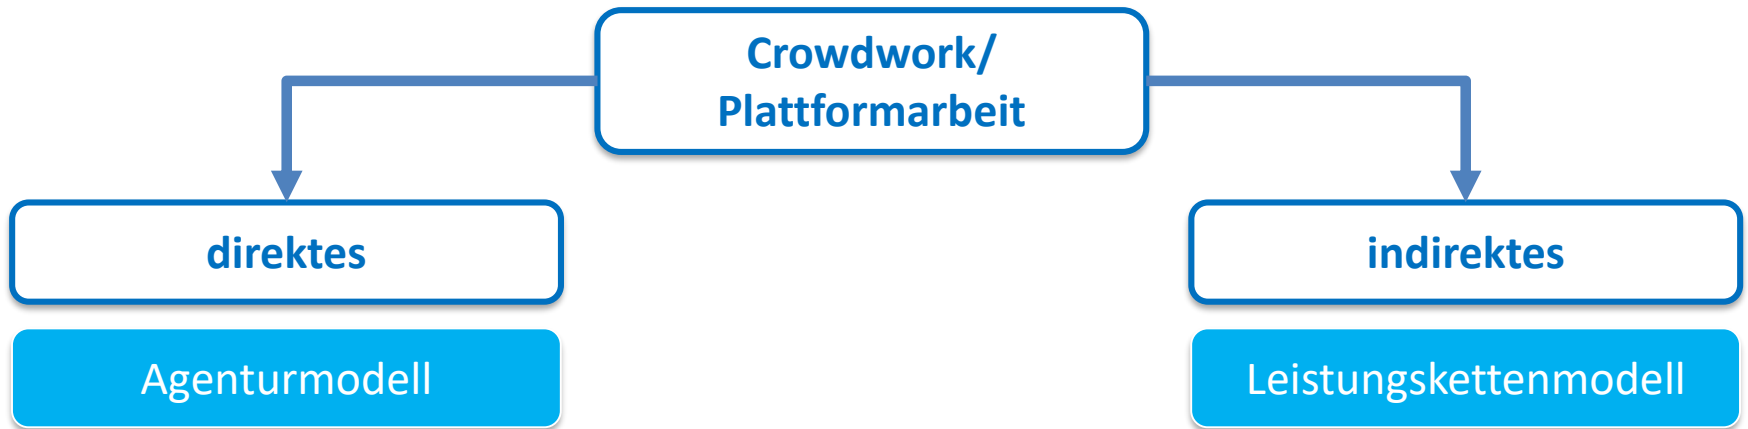 Crowdwork/
Plattformarbeit
direktes
indirektes
Agenturmodell
Leistungskettenmodell